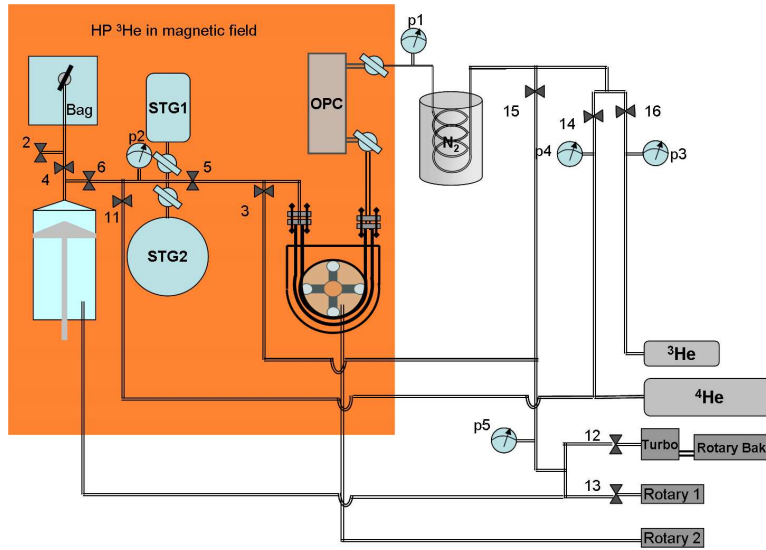 HP ³He in magnetic field
p1
Bag
STG1
OPC
p2
N₂
15
14
16
p4
p3
2
4
6
5
11
3
STG2
³He
⁴He
p5
12
Turbo
Rotary Bak
13
Rotary 1
Rotary 2